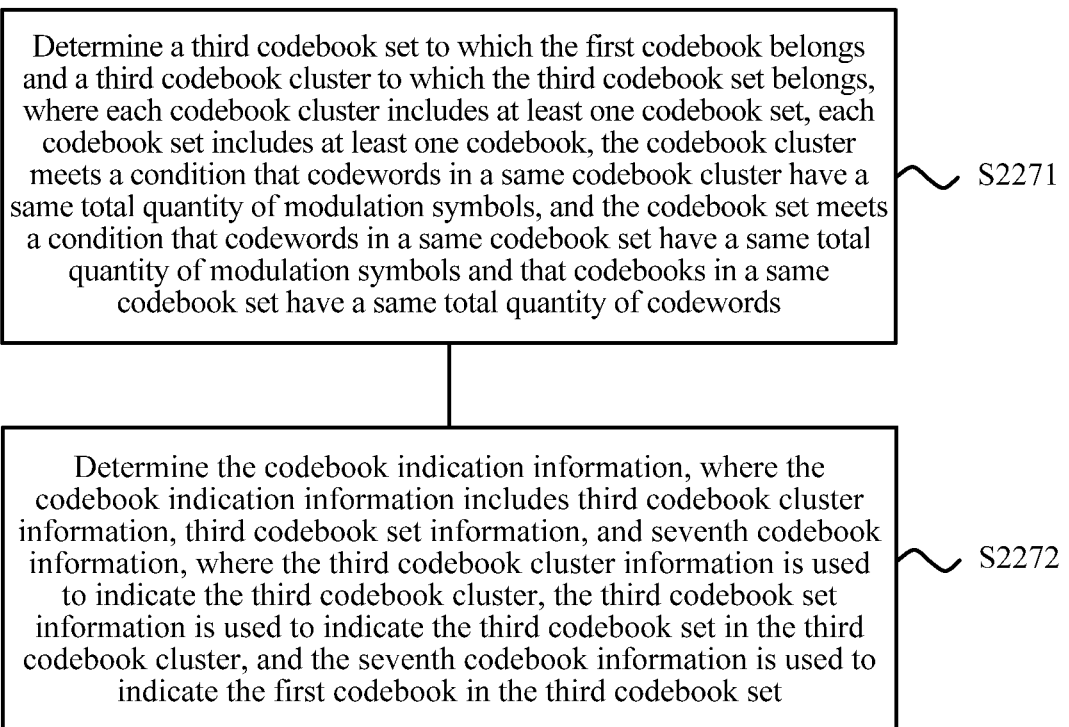 Determine a third codebook set to which the first codebook belongs
and a third codebook cluster to which the third codebook set belongs,
where each codebook cluster includes at least one codebook set, each
codebook set includes at least one codebook, the codebook cluster
meets a condition that codewords in a same codebook cluster have a
same total quantity of modulation symbols, and the codebook set meets
a condition that codewords in a same codebook set have a same total
quantity of modulation symbols and that codebooks in a same
codebook set have a same total quantity of codewords
S2271
Determine the codebook indication information, where the
codebook indication information includes third codebook cluster
information, third codebook set information, and seventh codebook
information, where the third codebook cluster information is used
to indicate the third codebook cluster, the third codebook set
information is used to indicate the third codebook set in the third
codebook cluster, and the seventh codebook information is used to
indicate the first codebook in the third codebook set
S2272